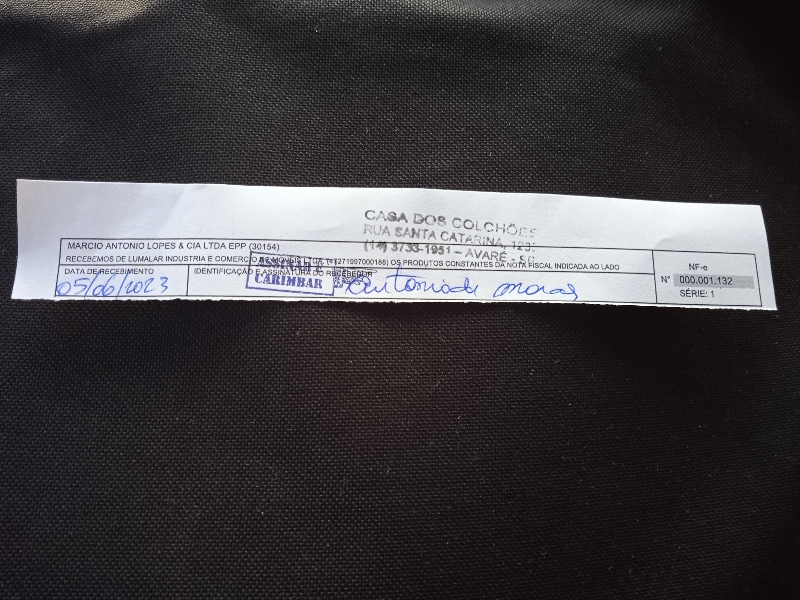 CASA DOS COLCHÕES
RUA SANTA CATARINA,
(14) 3733-1951 – AVARÉ - SP
MARCIO ANTONIO LOPES & CIA LTDA EPP (30154)
RECEBEMOS DE LUMALAR INDUSTRIA E COMERCIO DE MOVEIS LTDA OS PRODUTOS CONSTANTES DA NOTA FISCAL INDICADA AO LADO
DATA DE RECEBIMENTO
05/06/2023
IDENTIFICAÇÃO E ASSINATURA DO RECEBEDOR
ASSINAR E
CARIMBAR
NF-e
Nº 000.001.132
SÉRIE: 1